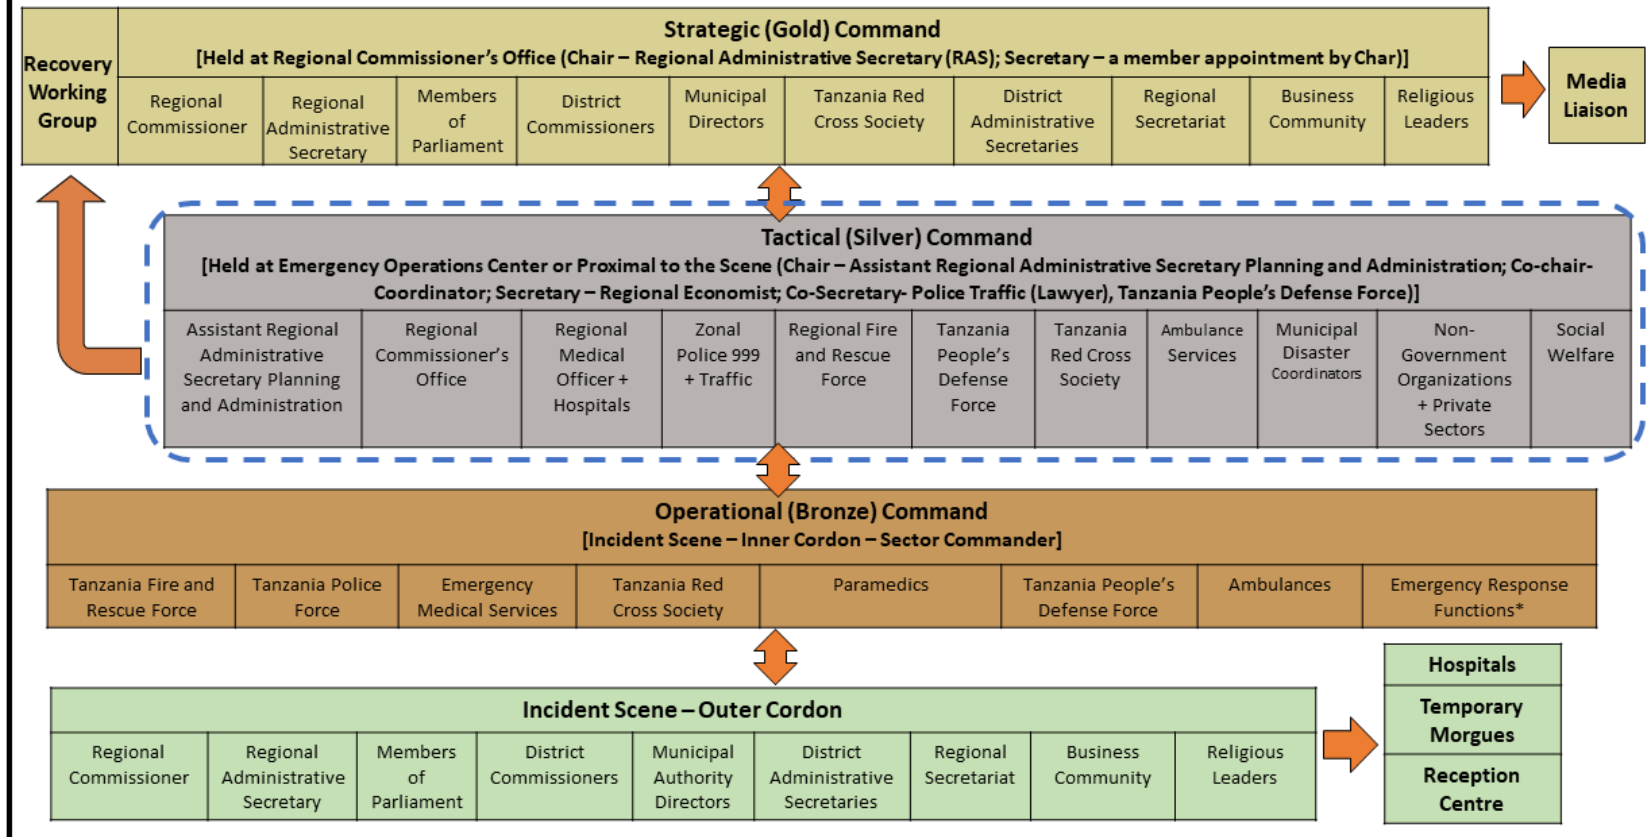 Recovery
Working
Group
Strategic (Gold) Command
[Held at Regional Commissioner's Office (Chair – Regional Administrative Secretary (RAS); Secretary – a member appointment by Char)]
Regional
Commissioner
Regional
Administrative
Secretary
Members
of
Parliament
District
Commissioners
Municipal
Directors
Tanzania Red
Cross Society
District
Administrative
Secretaries
Regional
Secretariat
Business
Community
Religious
Leaders
Media
Liaison
Tactical (Silver) Command
[Held at Emergency Operations Center or Proximal to the Scene (Chair – Assistant Regional Administrative Secretary Planning and Administration; Co-chair-
Coordinator; Secretary – Regional Economist; Co-Secretary- Police Traffic (Lawyer), Tanzania People's Defense Force)]
Assistant Regional
Administrative
Secretary Planning
and Administration
Regional
Commissioner's
Office
Regional
Medical
Officer +
Hospitals
Zonal
Police 999
+ Traffic
Regional Fire
and Rescue
Force
Tanzania
People's
Defense
Force
Tanzania
Red Cross
Society
Ambulance
Services
Municipal
Disaster
Coordinators
Non-
Government
Organizations
+ Private
Sectors
Social
Welfare
Operational (Bronze) Command
[Incident Scene – Inner Cordon – Sector Commander]
Tanzania Fire and
Rescue Force
Tanzania Police
Force
Emergency
Medical Services
Tanzania Red
Cross Society
Paramedics
Tanzania People's
Defense Force
Ambulances
Emergency Response
Functions*
Incident Scene – Outer Cordon
Regional
Commissioner
Regional
Administrative
Secretary
Members
of
Parliament
District
Commissioners
Municipal
Authority
Directors
District
Administrative
Secretaries
Regional
Secretariat
Business
Community
Religious
Leaders
Hospitals
Temporary
Morgues
Reception
Centre